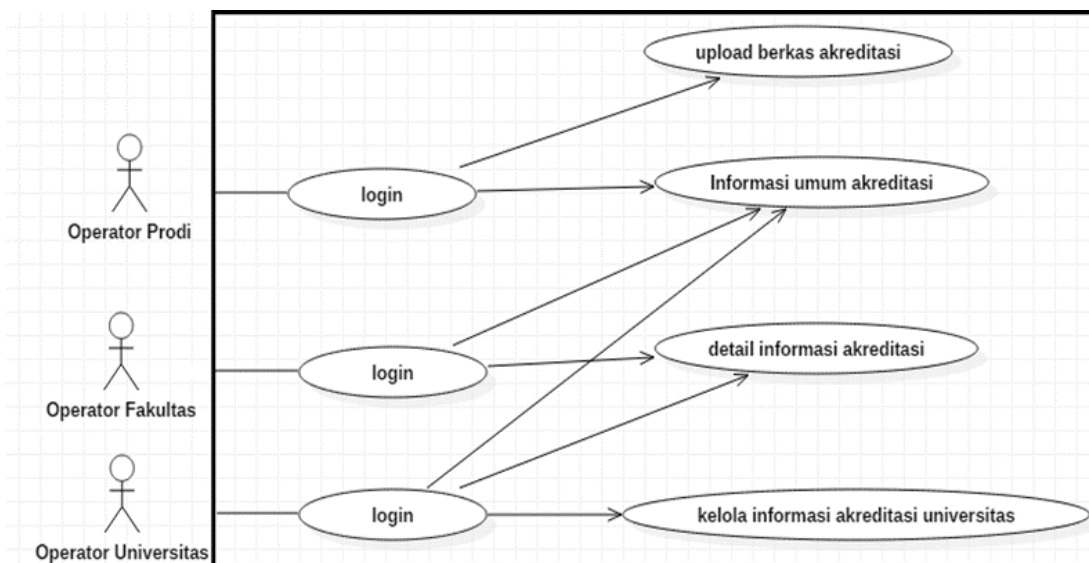 upload berkas akreditasi
login
Informasi umum akreditasi
Operator Prodi
login
detail informasi akreditasi
Operator Fakultas
login
kelola informasi akreditasi universitas
Operator Universitas